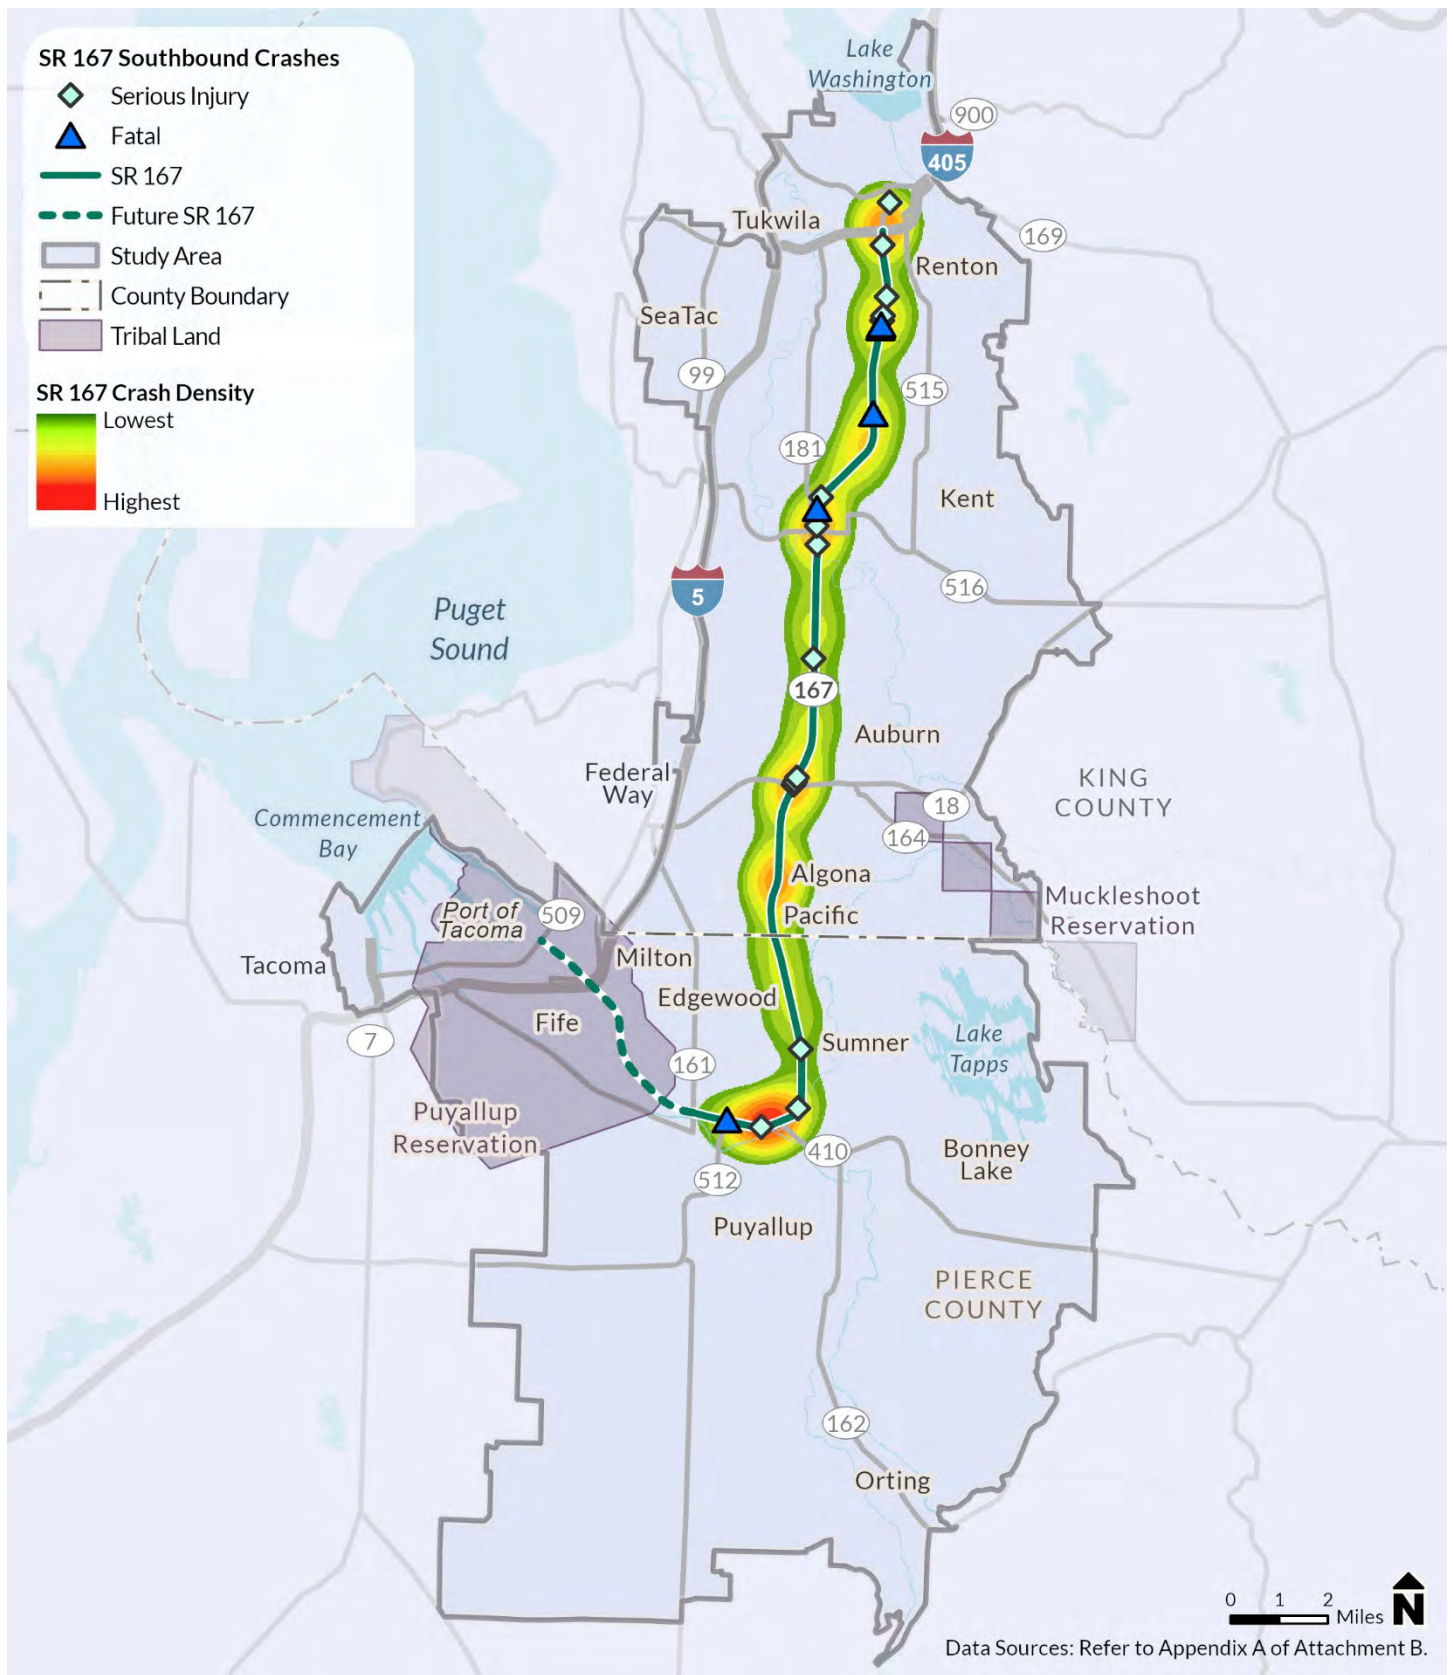 SR 167 Southbound Crashes
Serious Injury
Fatal
SR 167
Future SR 167
Study Area
County Boundary
Tribal Land
SR 167 Crash Density
Lowest
Highest
Lake
Washington
900
405
Tukwila
169
Renton
SeaTac
99
515
181
Kent
516
5
Puget
Sound
167
Auburn
Federal
Way
KING
COUNTY
Commencement
Bay
18
164
Algona
Muckleshoot
Reservation
Pacific
Port of
Tacoma
509
Tacoma
Milton
Edgewood
Fife
Lake
Tapps
Sumner
7
161
Puyallup
Reservation
410
Bonney
Lake
512
Puyallup
PIERCE
COUNTY
162
Orting
0 1 2
Miles
N
Data Sources: Refer to Appendix A of Attachment B.